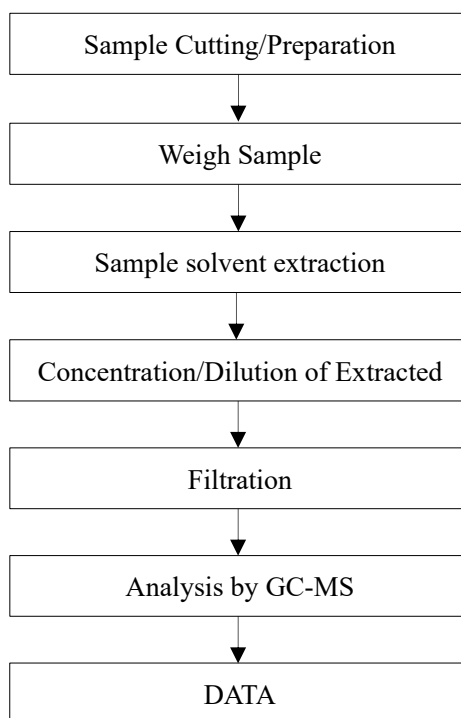 Sample Cutting/Preparation
Weigh Sample
Sample solvent extraction
Concentration/Dilution of Extracted
Filtration
Analysis by GC-MS
DATA